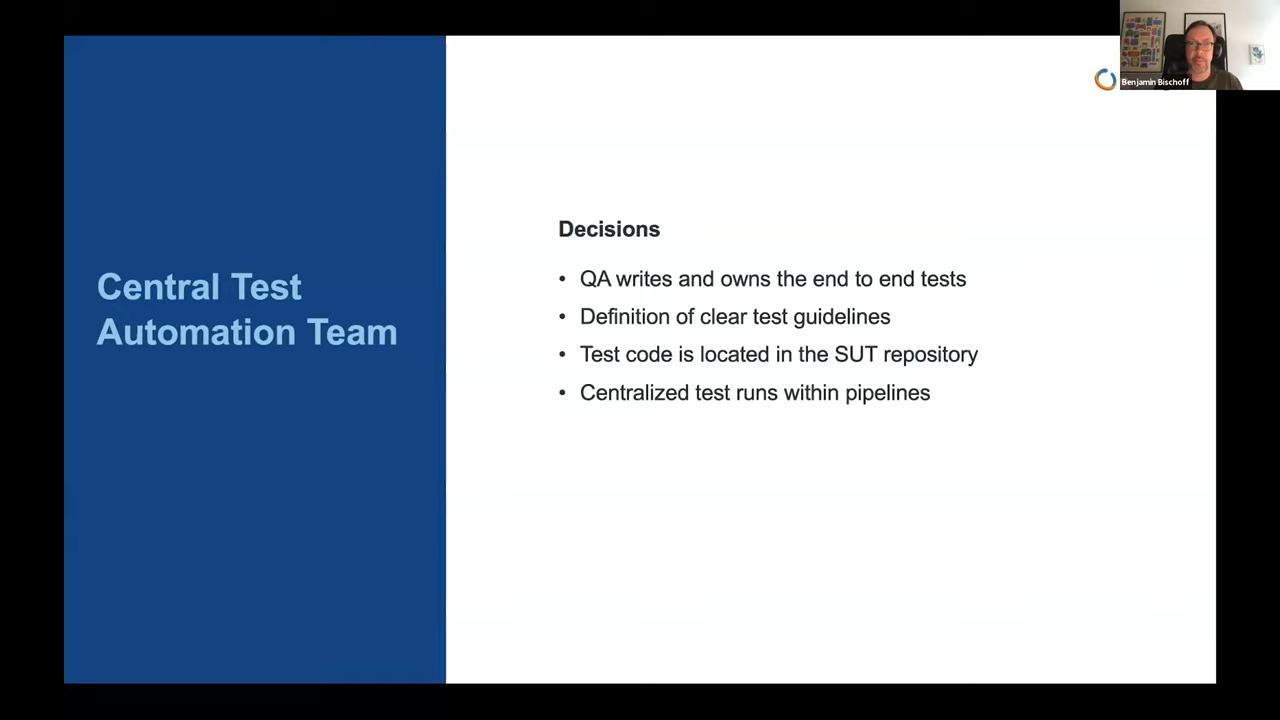 Benjamin Bischoff
Central Test
Automation Team
Decisions
• QA writes and owns the end to end tests
• Definition of clear test guidelines
• Test code is located in the SUT repository
• Centralized test runs within pipelines